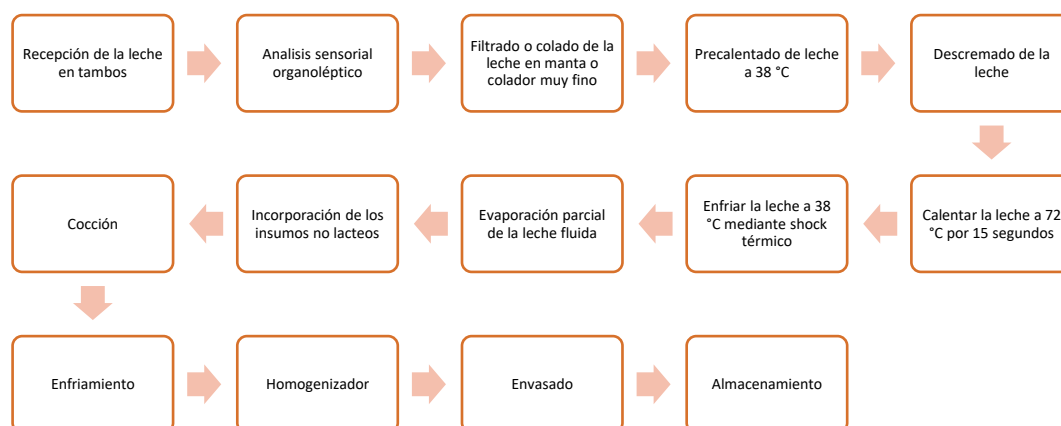 Recepción de la leche
en tambos
Analisis sensorial
organoléptico
Filtrado o colado de la
leche en manta o
colador muy fino
Precalentado de leche
a 38 °C
Descremado de la
leche
Calentar la leche a 72
°C por 15 segundos
Enfriar la leche a 38
°C mediante shock
térmico
Evaporación parcial
de la leche fluida
Incorporación de los
insumos no lacteos
Cocción
Enfriamiento
Homogenizador
Envasado
Almacenamiento